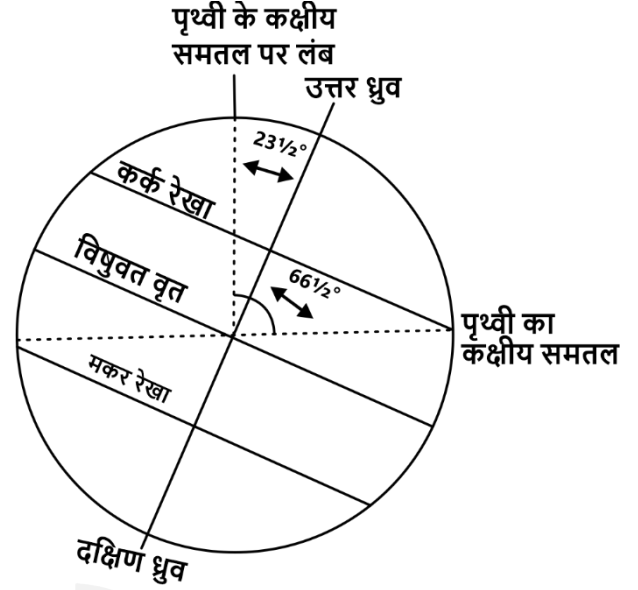 पृथ्वी के कक्षीय
समतल पर लंब
उत्तर ध्रुव
23½°
कर्क रेखा
विषुवत वृत
66½°
पृथ्वी का
कक्षीय समतल
मकर रेखा
दक्षिण ध्रुव